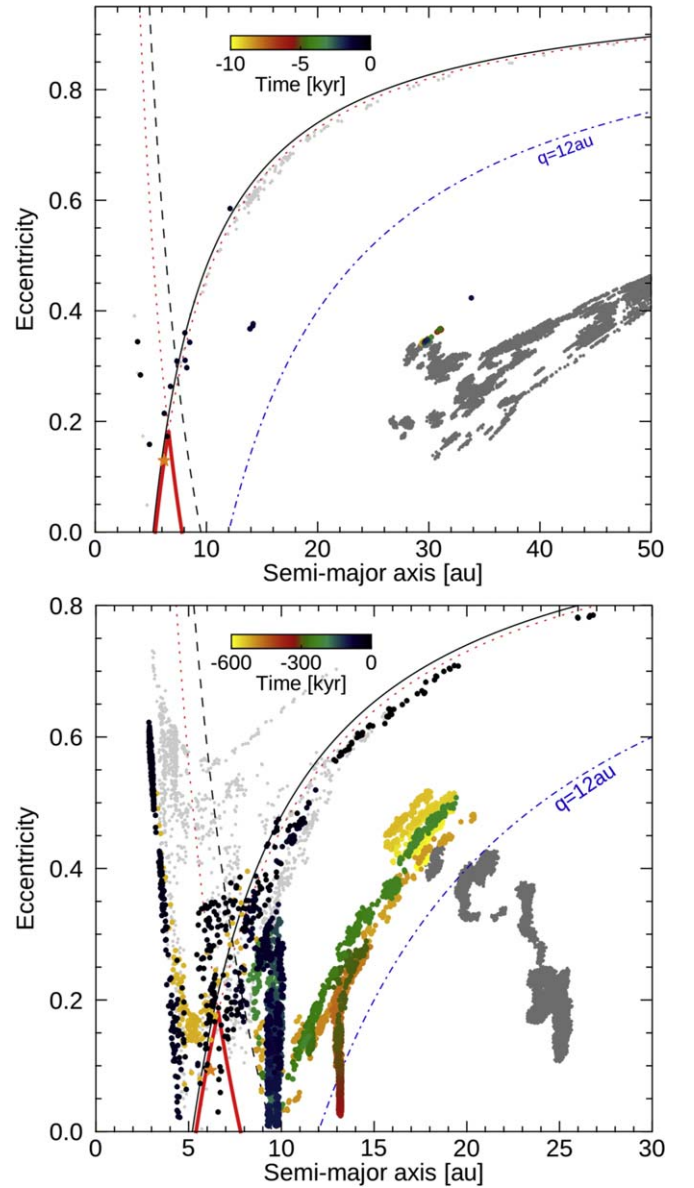 -10 -5 0
Time [kyr]
q=12au
Eccentricity
0.8
0.6
0.4
0.2
0.0
0 10 20 30 40 50
Semi-major axis [au]
-600 -300 0
Time [kyr]
q=12au
Eccentricity
0.8
0.6
0.4
0.2
0.0
0 5 10 15 20 25 30
Semi-major axis [au]